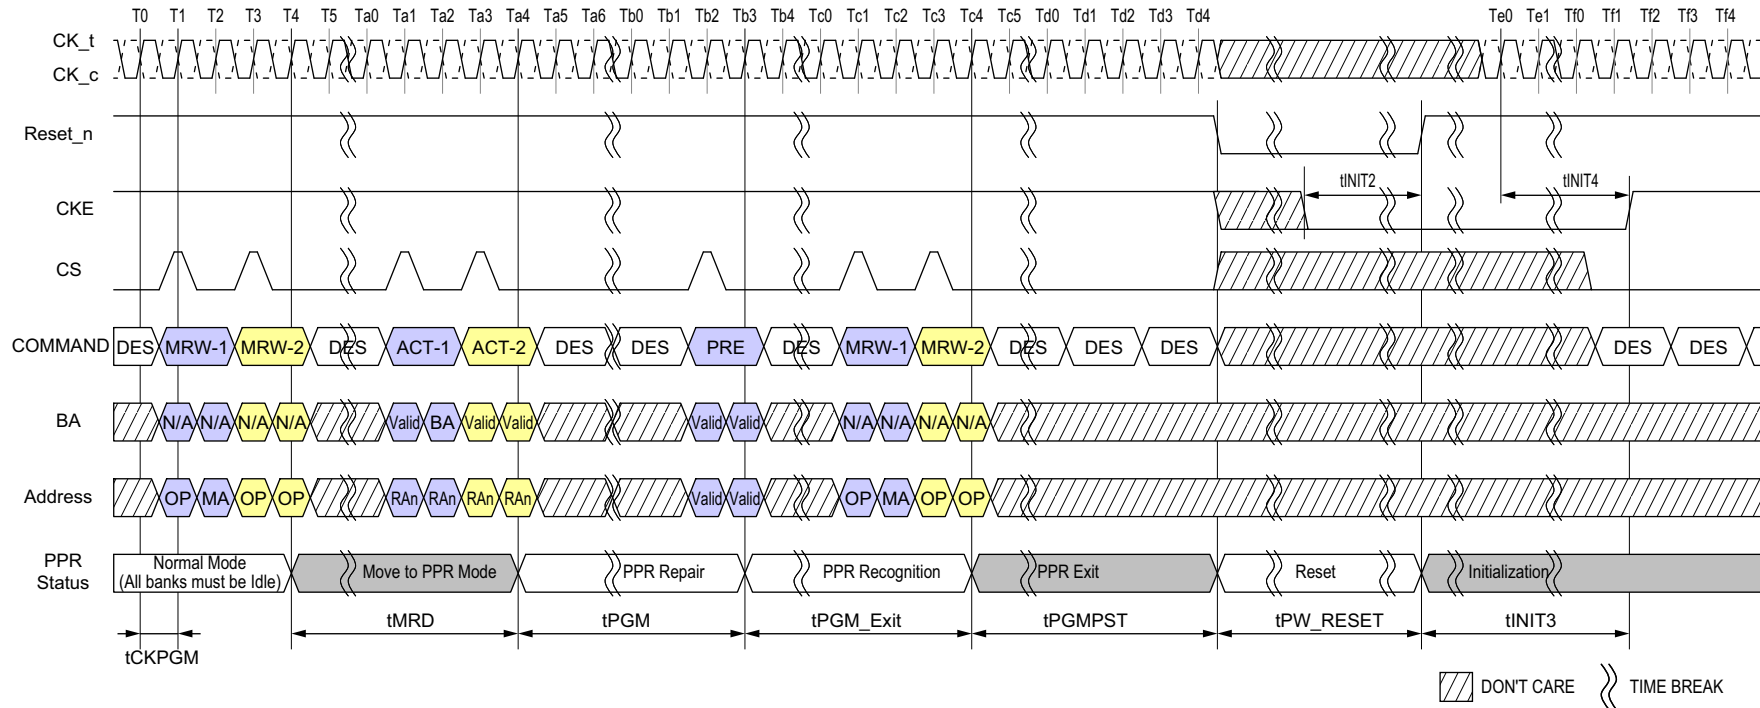 T0 T1 T2 T3 T4 T5 Ta0 Ta1 Ta2 Ta3 Ta4 Ta5 Ta6 Tb0 Tb1 Tb2 Tb3 Tb4 Tc0 Tc1 Tc2 Tc3 Tc4 Tc5 Td0 Td1 Td2 Td3 Td4 Te0 Te1 Tf0 Tf1 Tf2 Tf3 Tf4
CK_t
CK_c
Reset_n
CKE tINIT2 tINIT4
CS
COMMAND DES MRW-1 MRW-2 DES ACT-1 ACT-2 DES DES PRE DES MRW-1 MRW-2 DES DES DES DES DES
BA N/A N/A N/A N/A Valid BA Valid Valid Valid Valid N/A N/A N/A N/A
Address OP MA OP OP RAn RAn RAn RAn Valid Valid OP MA OP OP
PPR
Status
Normal Mode
(All banks must be Idle)
Move to PPR Mode PPR Repair PPR Recognition PPR Exit Reset Initialization
tMRD tPGM tPGM_Exit tPGMPST tPW_RESET tINIT3
tCKPGM
DON'T CARE TIME BREAK